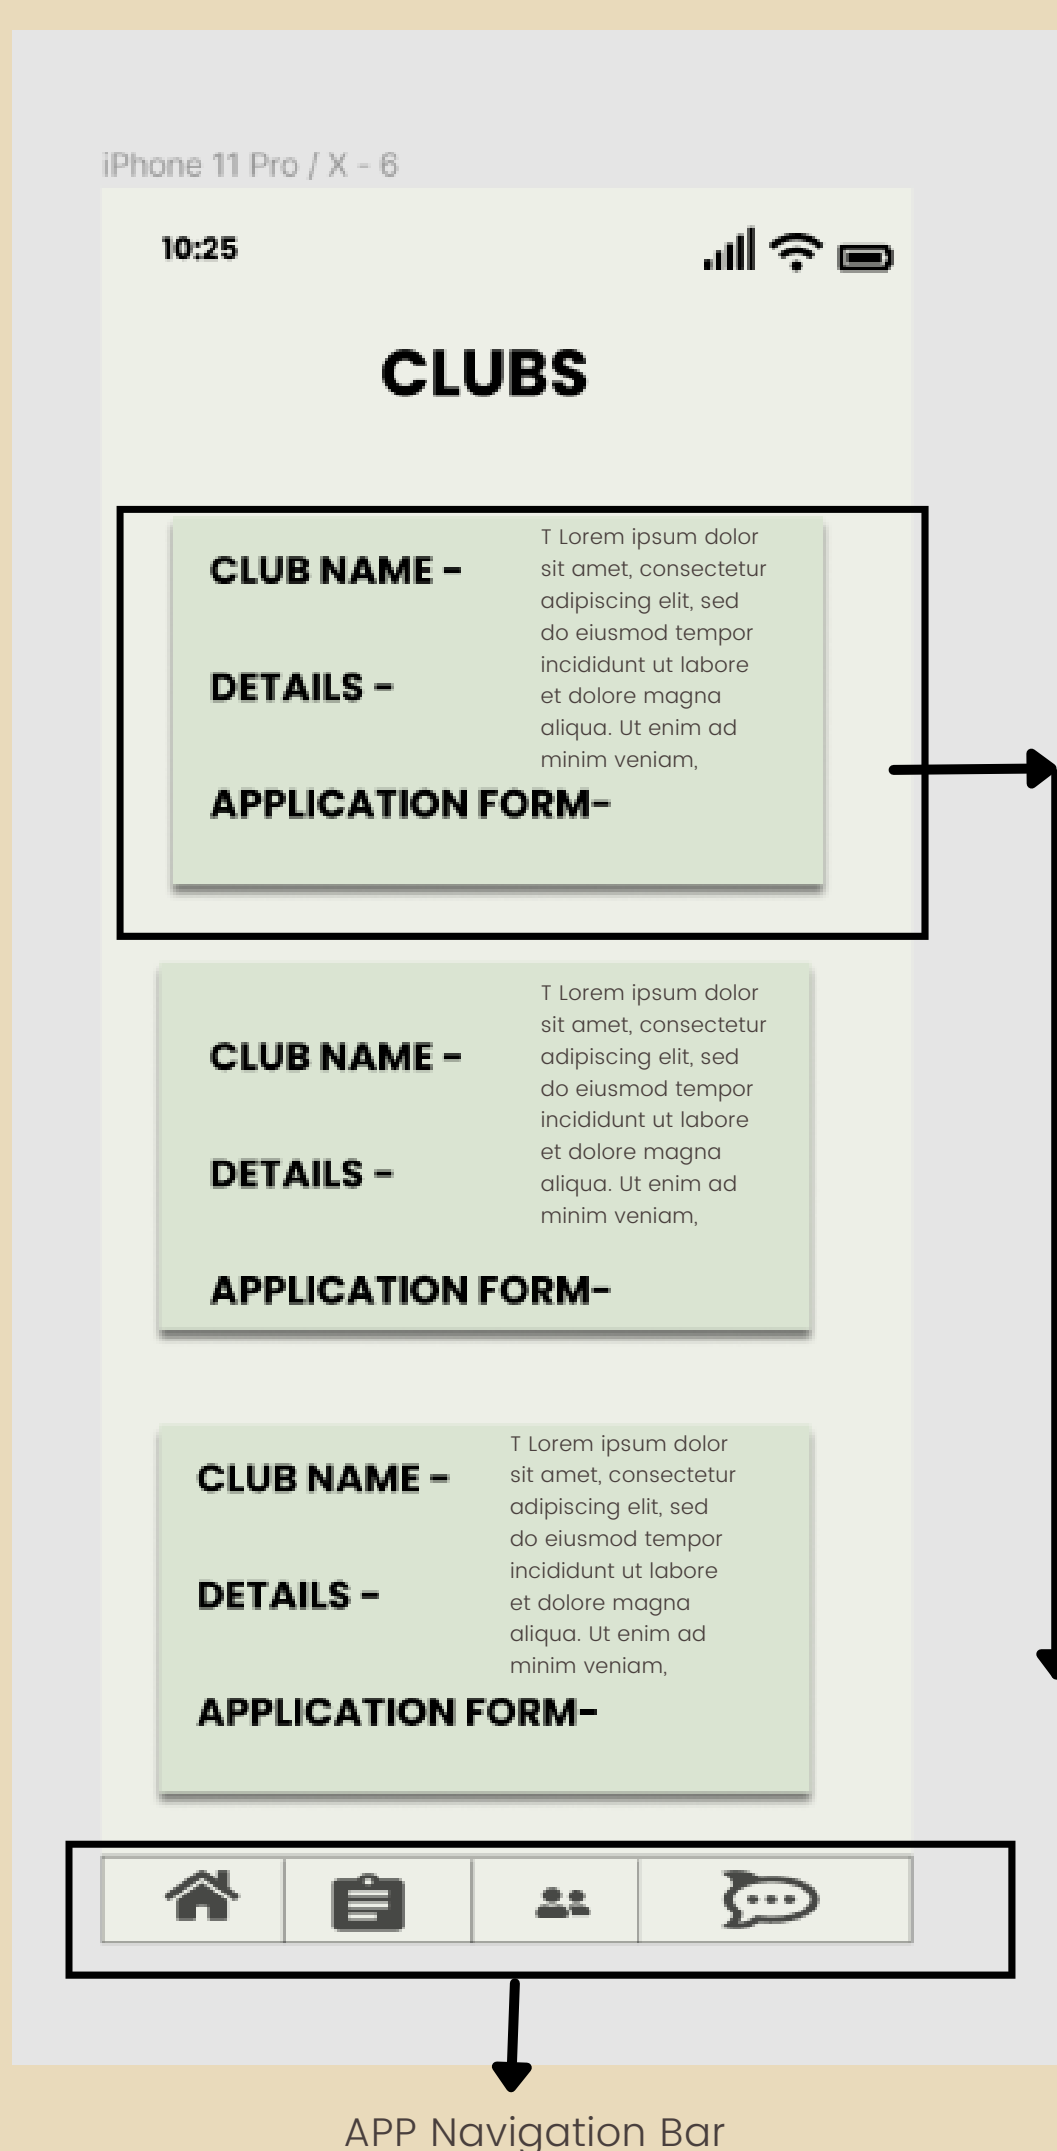 iPhone 11 Pro / X - 6
10:25
CLUBS
CLUB NAME -
DETAILS -
APPLICATION FORM-
T Lorem ipsum dolor
sit amet, consectetur
adipiscing elit, sed
do eiusmod tempor
incididunt ut labore
et dolore magna
aliqua. Ut enim ad
minim veniam,
CLUB NAME -
DETAILS -
APPLICATION FORM-
T Lorem ipsum dolor
sit amet, consectetur
adipiscing elit, sed
do eiusmod tempor
incididunt ut labore
et dolore magna
aliqua. Ut enim ad
minim veniam,
CLUB NAME -
DETAILS -
APPLICATION FORM-
T Lorem ipsum dolor
sit amet, consectetur
adipiscing elit, sed
do eiusmod tempor
incididunt ut labore
et dolore magna
aliqua. Ut enim ad
minim veniam,
APP Navigation Bar